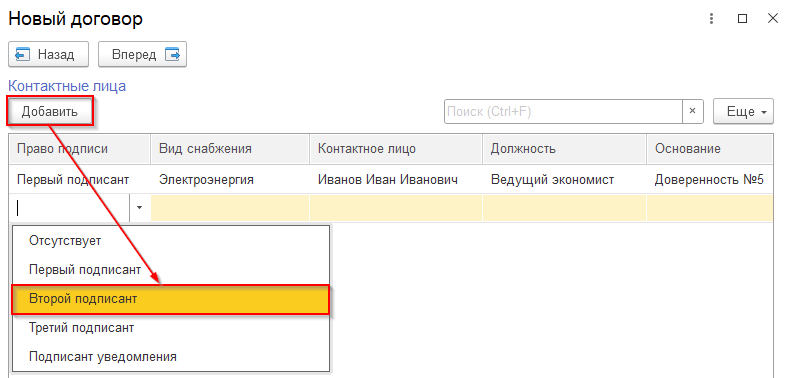 Новый договор
Назад Вперед
Контактные лица
Добавить Поиск (Ctrl+F) × Еще
Право подписи Вид снабжения Контактное лицо Должность Основание
Первый подписант Электроэнергия Иванов Иван Иванович Ведущий экономист Доверенность №5
Отсутствует
Первый подписант
Второй подписант
Третий подписант
Подписант уведомления